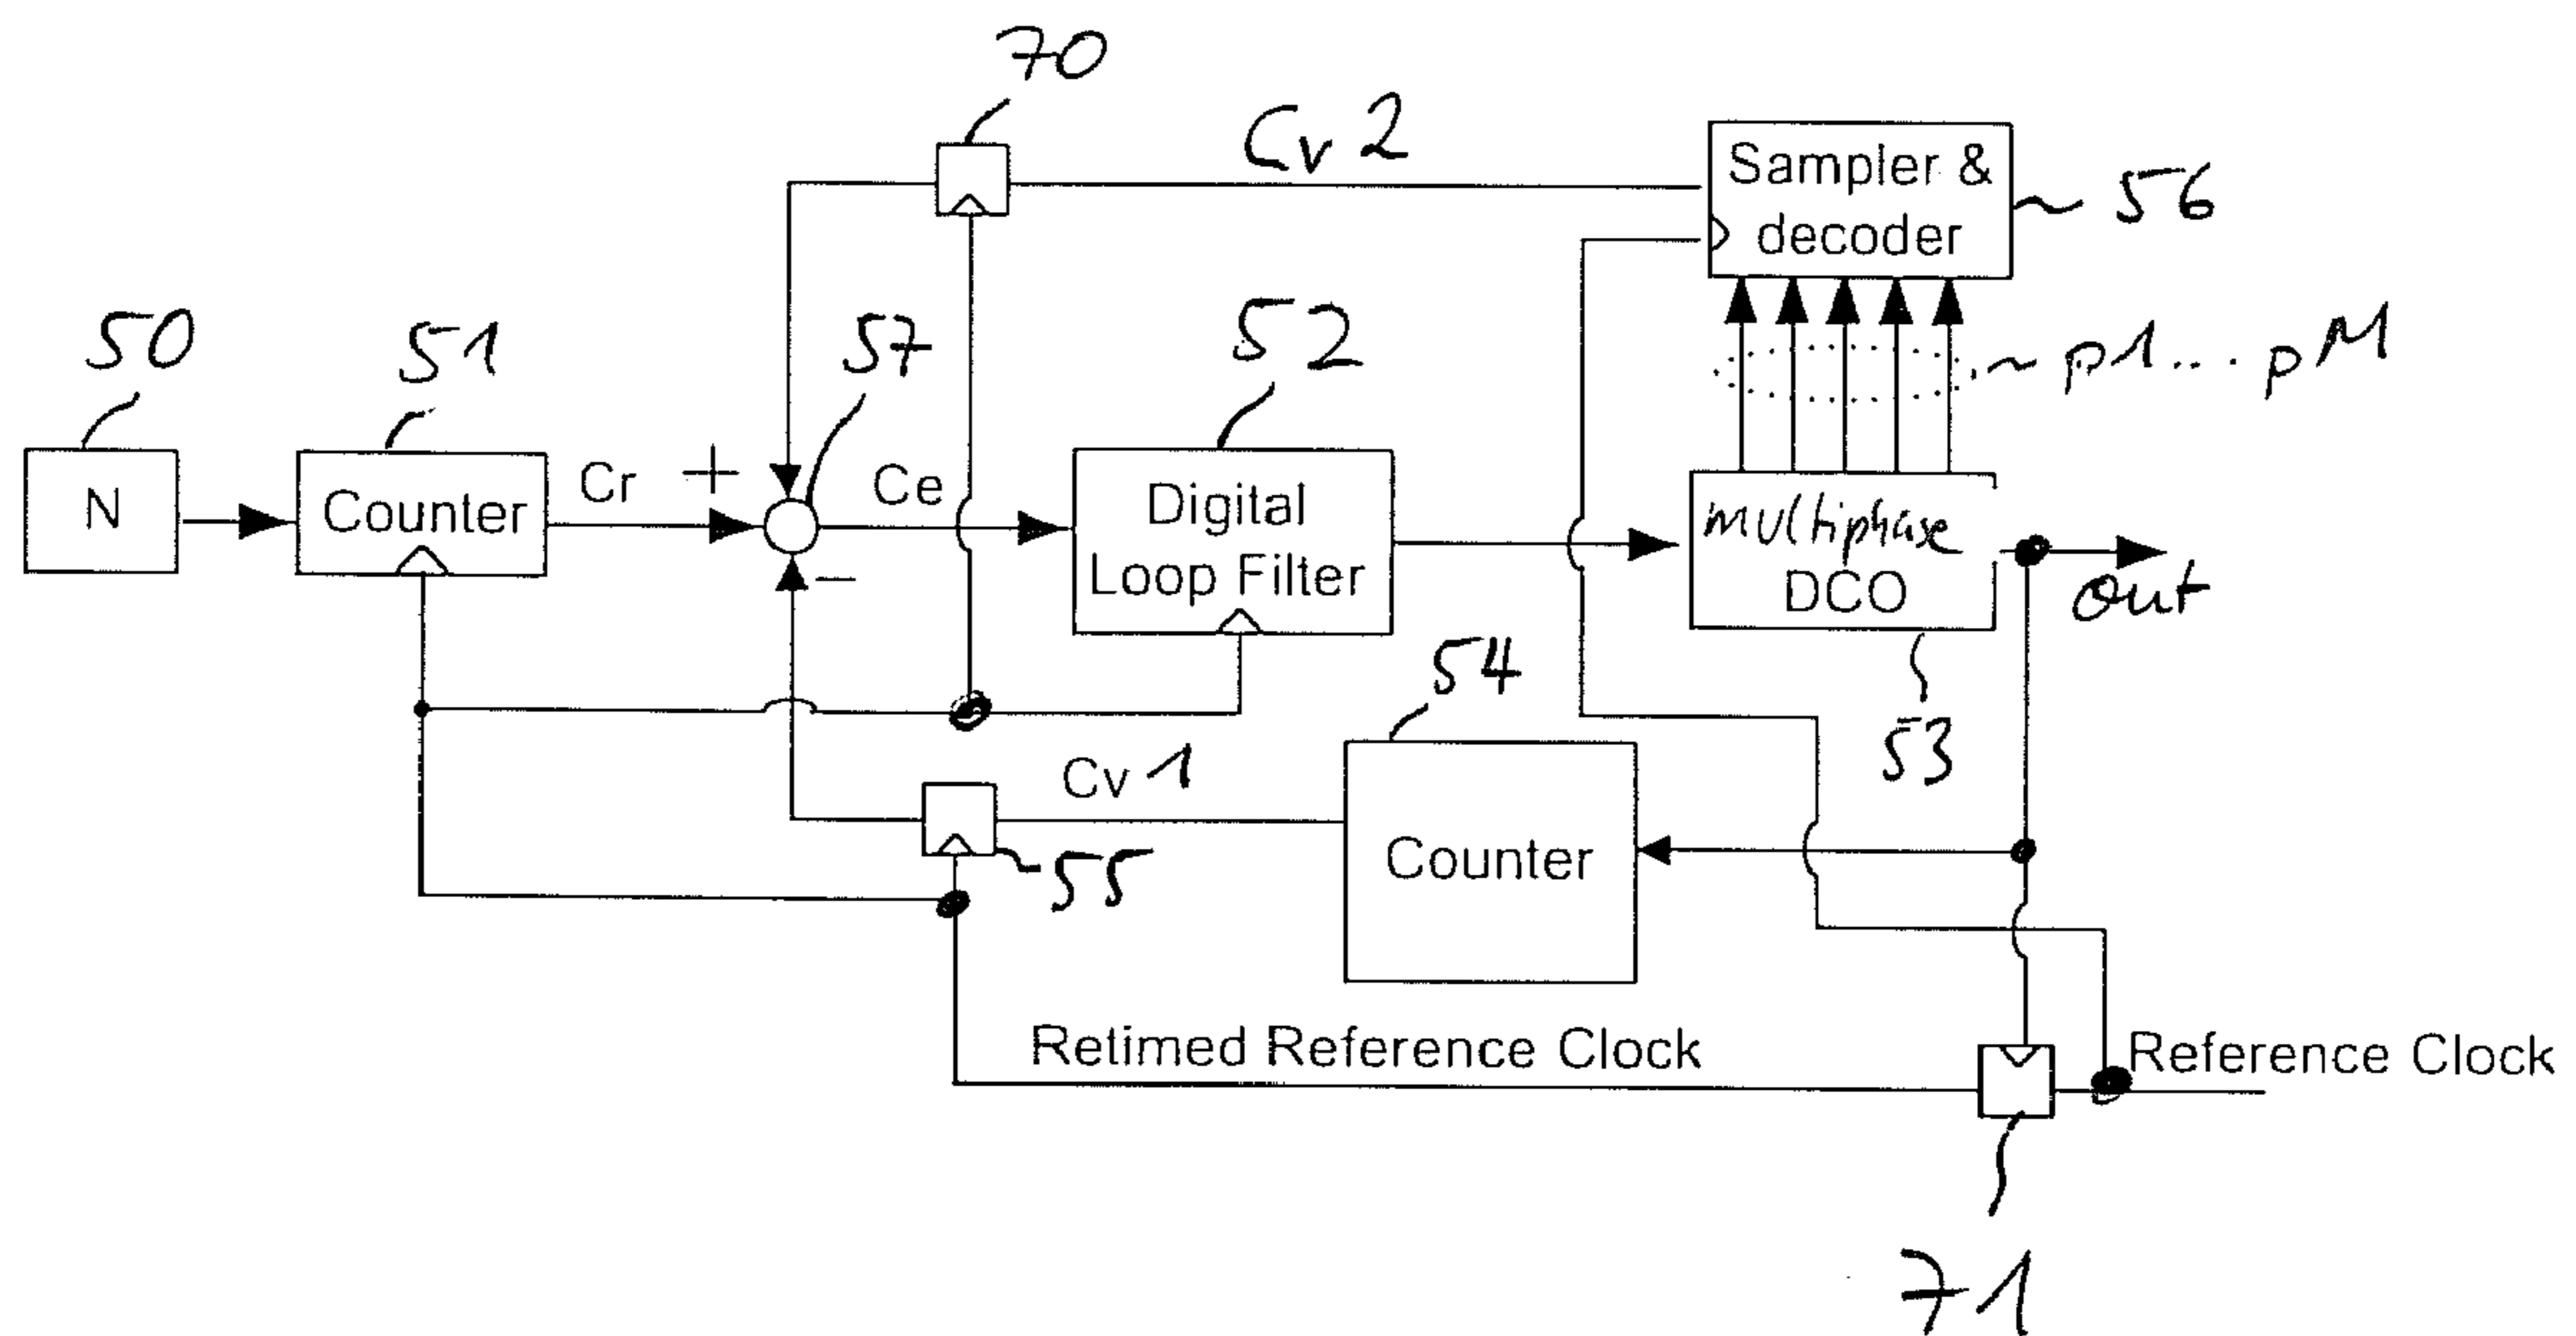 70
Cv 2
Sampler &
decoder
56
50
51
57
52
p1...pM
N
Counter
Cr
+
Ce
Digital
Loop Filter
multiphase
DCO
out
−
54
53
Cv 1
Counter
55
Retimed Reference Clock
Reference Clock
71